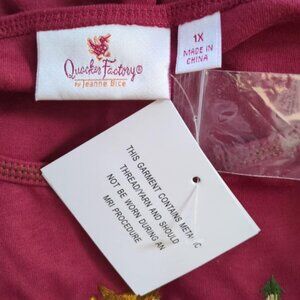 Quacker Factory®
by Jeanne Bice
1X
MADE IN
CHINA
THIS GARMENT CONTAINS METALLIC
THREAD/YARN AND SHOULD
NOT BE WORN DURING AN
MRI PROCEDURE